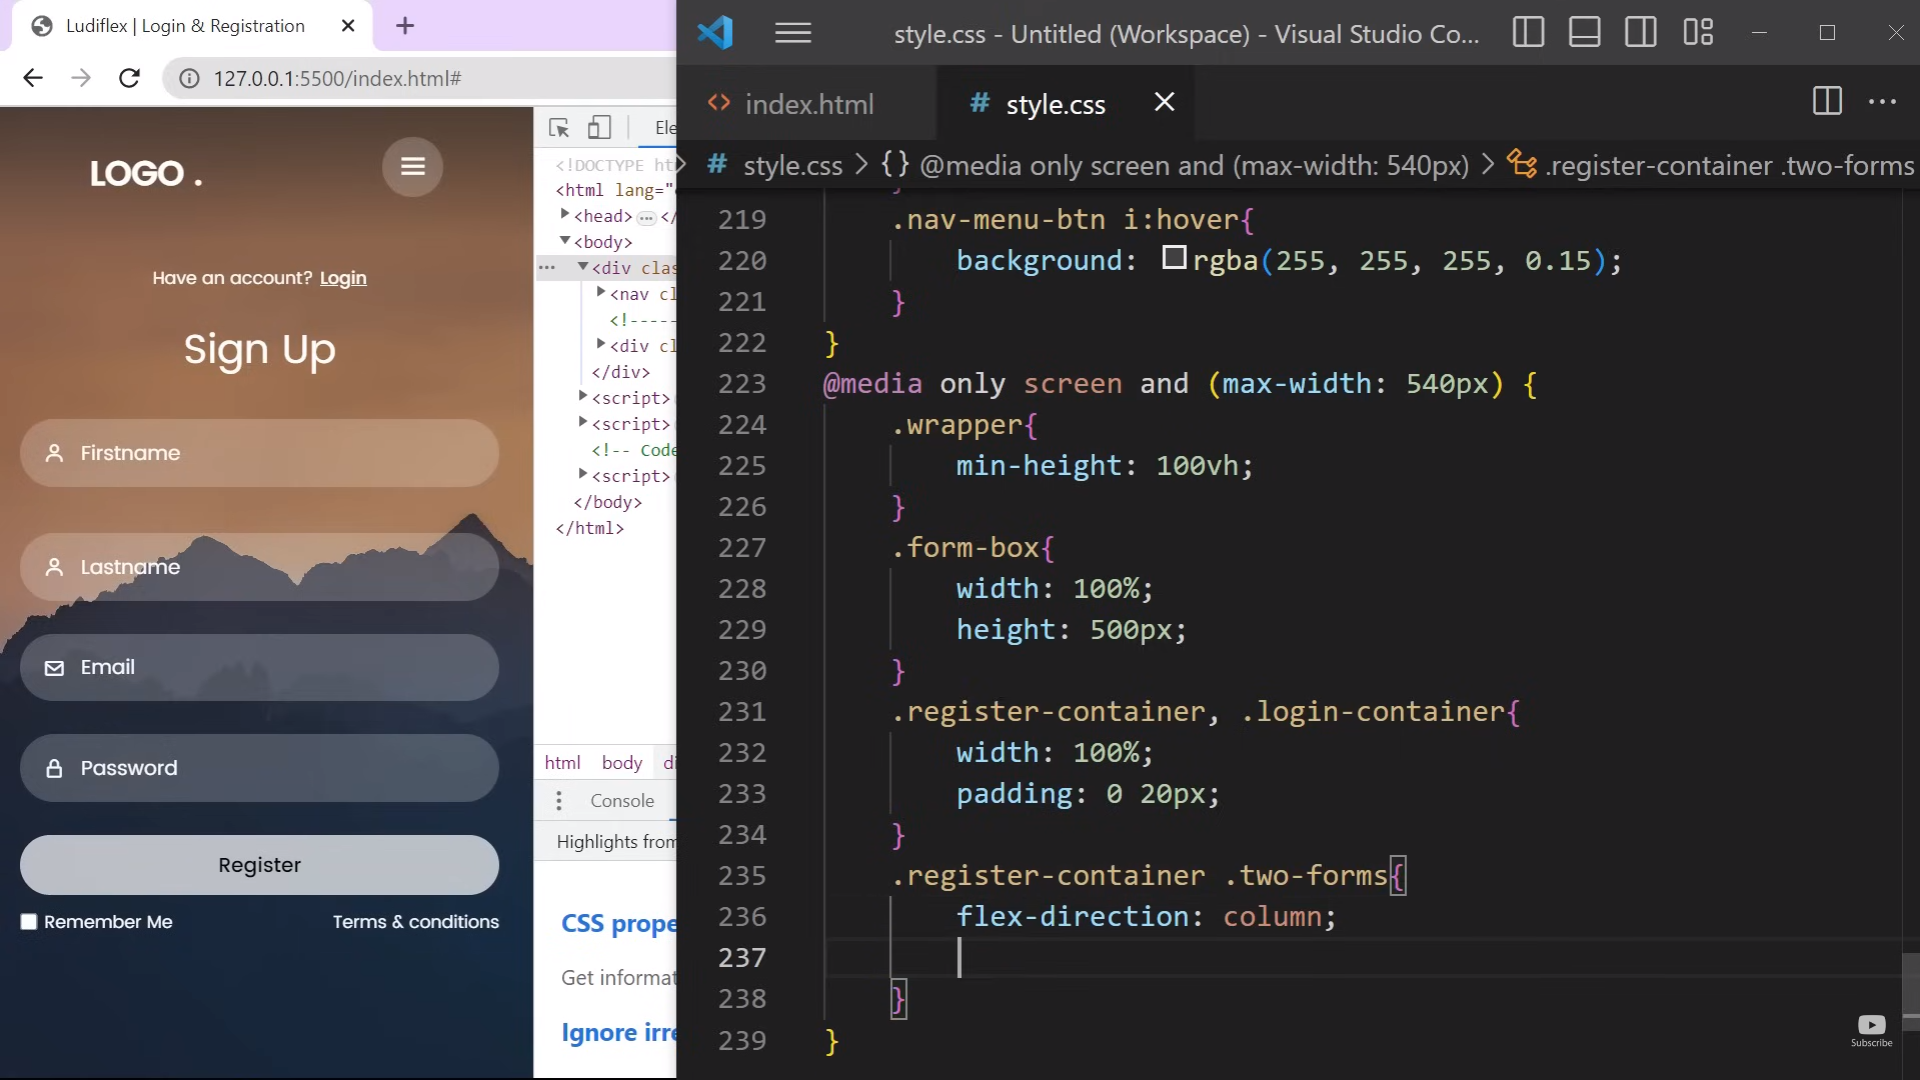 Ludiflex | Login & Registration
127.0.0.1:5500/index.html#
LOGO .
Have an account? Login
Sign Up
Firstname
Lastname
Email
Password
Register
Remember Me
Terms & conditions
Ele
<!DOCTYPE ht
<html lang="
<head> … </
<body>
… <div clas
<nav cl
<!----
<div cl
</div>
<script>
<script>
<!-- Code
<script>
</body>
</html>
html body di
Console
Highlights from
CSS prope
Get informat
Ignore irre
style.css - Untitled (Workspace) - Visual Studio Co...
index.html
# style.css
# style.css > {} @media only screen and (max-width: 540px) > .register-container .two-forms
219 .nav-menu-btn i:hover{
220 background: rgba(255, 255, 255, 0.15);
221 }
222 }
223 @media only screen and (max-width: 540px) {
224 .wrapper{
225 min-height: 100vh;
226 }
227 .form-box{
228 width: 100%;
229 height: 500px;
230 }
231 .register-container, .login-container{
232 width: 100%;
233 padding: 0 20px;
234 }
235 .register-container .two-forms{
236 flex-direction: column;
237
238 }
239 }
Subscribe